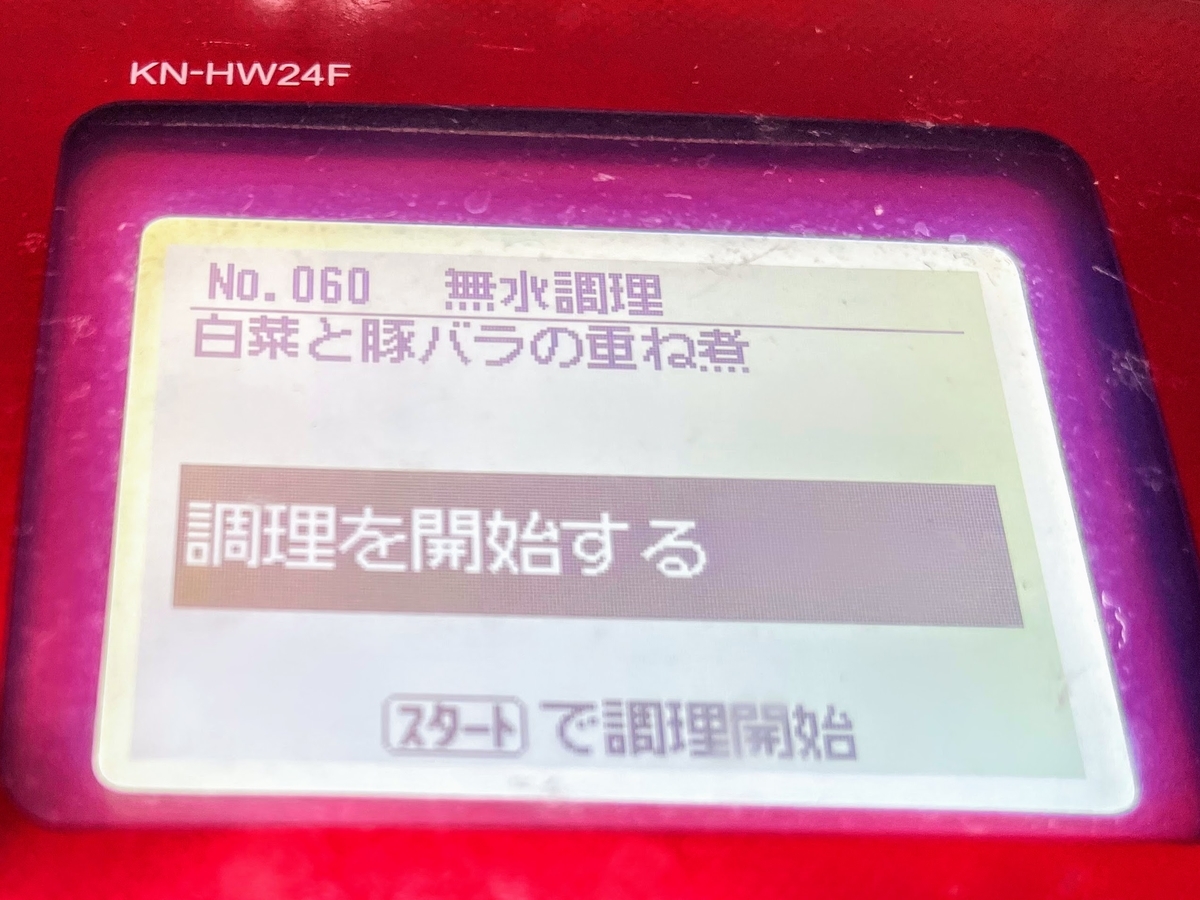 KN-HW24F
No.060 無水調理
白菜と豚バラの重ね煮
調理を開始する
スタート で調理開始